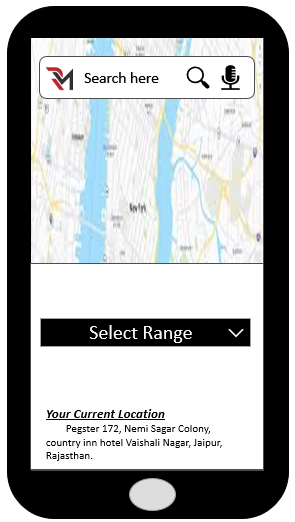 RM
Search here
Select Range
Your Current Location
Pegster 172, Nemi Sagar Colony,
country inn hotel Vaishali Nagar, Jaipur,
Rajasthan.